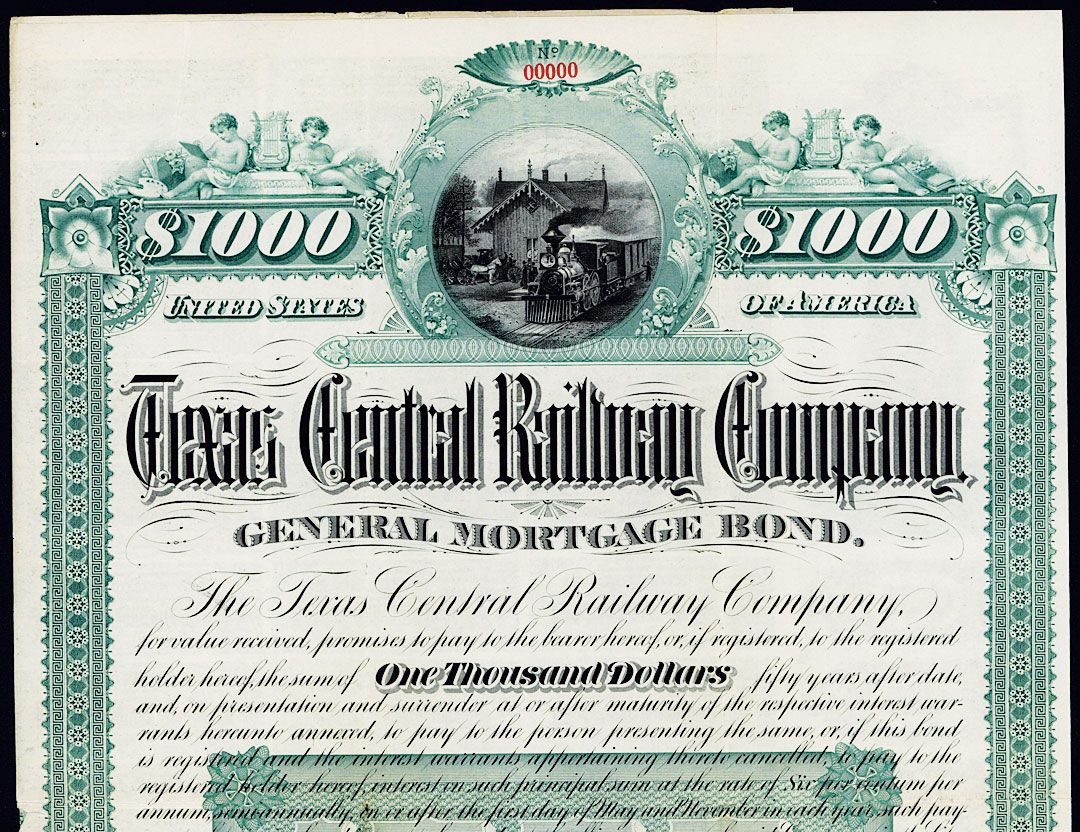 Nº
00000
$1000 $1000
UNITED STATES OF AMERICA
Texas Central Railway Company.
GENERAL MORTGAGE BOND.
The Texas Central Railway Company,
for value received, promises to pay to the bearer hereof, or, if registered, to the registered
holder hereof, the sum of One Thousand Dollars, fifty years after date,
and, on presentation and surrender at or after maturity of the respective interest war-
rants hereunto annexed, to pay to the person presenting the same, or, if this bond
is registered and the interest warrants appertaining thereto cancelled to pay to the
registered holder hereof, interest on such principal sum at the rate of Six per centum per
annum, semiannually, on or after the first day of May and November in each year, such pay-